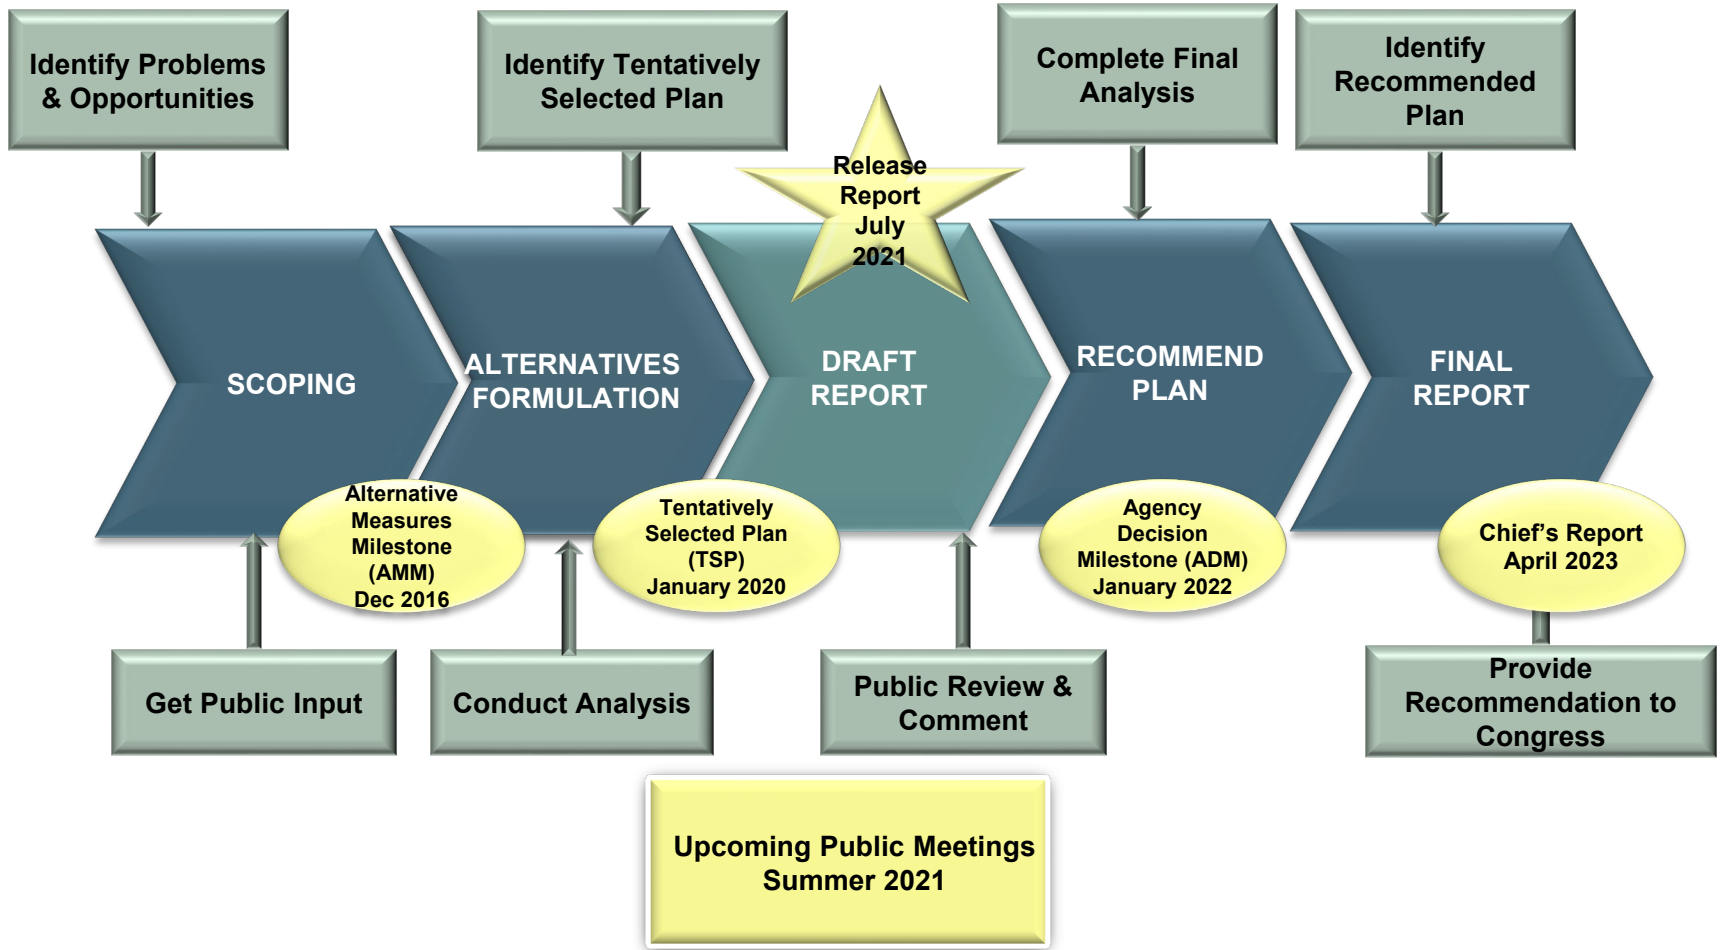 Identify Problems
& Opportunities
Identify Tentatively
Selected Plan
Complete Final
Analysis
Identify
Recommended
Plan
Release
Report
July
2021
SCOPING
ALTERNATIVES
FORMULATION
DRAFT
REPORT
RECOMMEND
PLAN
FINAL
REPORT
Alternative
Measures
Milestone
(AMM)
Dec 2016
Tentatively
Selected Plan
(TSP)
January 2020
Agency
Decision
Milestone (ADM)
January 2022
Chief’s Report
April 2023
Get Public Input
Conduct Analysis
Public Review &
Comment
Provide
Recommendation to
Congress
Upcoming Public Meetings
Summer 2021